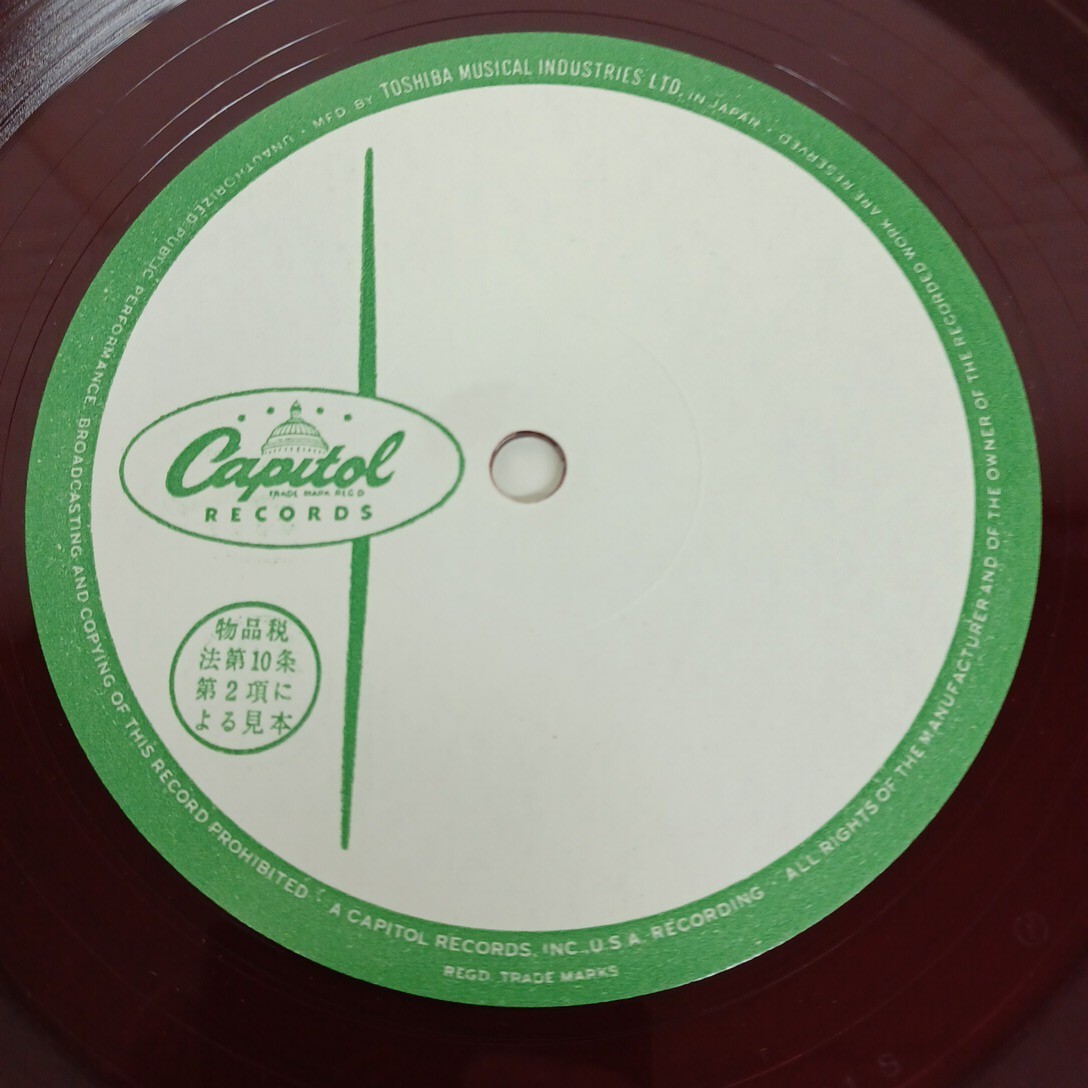 MFD. BY TOSHIBA MUSICAL INDUSTRIES LTD. IN JAPAN ·
ALL RIGHTS OF THE MANUFACTURER AND OF THE OWNER OF THE RECORDED WORK ARE RESERVED ·
UNAUTHORIZED PUBLIC PERFORMANCE, BROADCASTING AND COPYING OF THIS RECORD PROHIBITED ·
A CAPITOL RECORDS, INC., U.S.A. RECORDING ·
REGD. TRADE MARKS
Capitol
TRADE MARK REG'D
RECORDS
物品税
法第10条
第2項に
よる見本